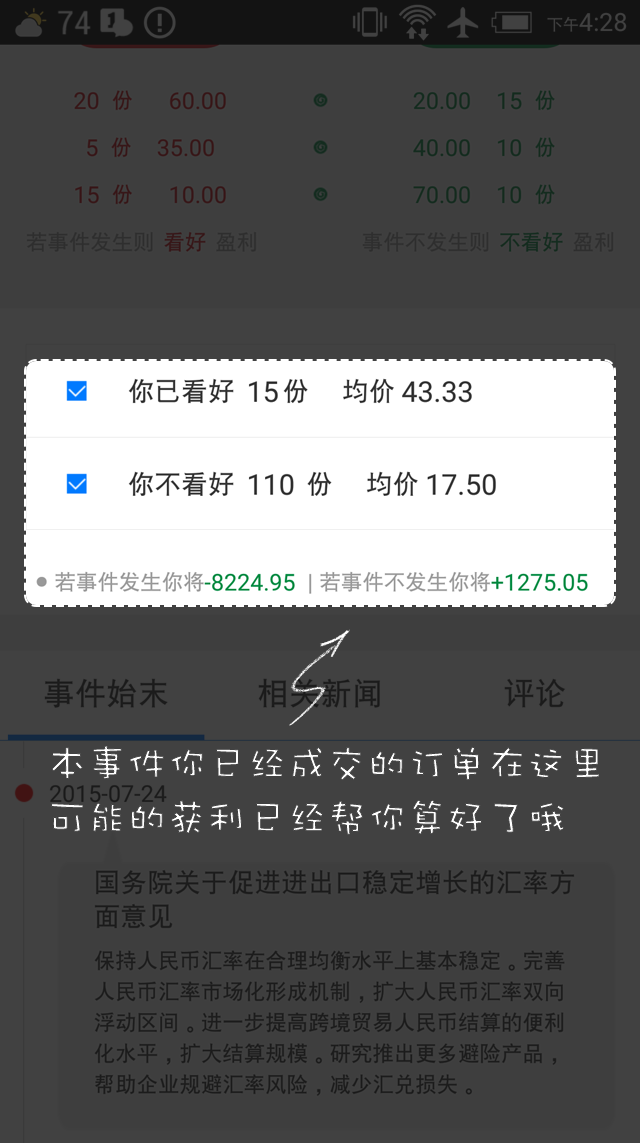 74 下午4:28
20 份 60.00 20.00 15 份
5 份 35.00 40.00 10 份
15 份 10.00 70.00 10 份
若事件发生则 看好 盈利 事件不发生则 不看好 盈利
你已看好 15 份 均价 43.33
你不看好 110 份 均价 17.50
若事件发生你将-8224.95 | 若事件不发生你将+1275.05
事件始末 相关新闻 评论
本事件你已经成交的订单在这里
2015-07-24
可能的获利已经帮你算好了哦
国务院关于促进进出口稳定增长的汇率方
面意见
保持人民币汇率在合理均衡水平上基本稳定。完善
人民币汇率市场化形成机制，扩大人民币汇率双向
浮动区间。进一步提高跨境贸易人民币结算的便利
化水平，扩大结算规模。研究推出更多避险产品，
帮助企业规避汇率风险，减少汇兑损失。